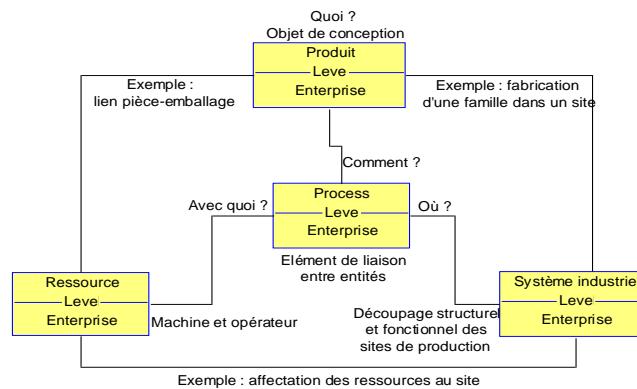 Quoi ?
Objet de conception
Produit
Leve
Enterprise
Exemple :
lien pièce-emballage
Exemple : fabrication
d'une famille dans un site
Comment ?
Process
Leve
Enterprise
Avec quoi ?
Où ?
Elément de liaison
entre entités
Ressource
Leve
Enterprise
Machine et opérateur
Découpage structurel
et fonctionnel des
sites de production
Système industrie
Leve
Enterprise
Exemple : affectation des ressources au site